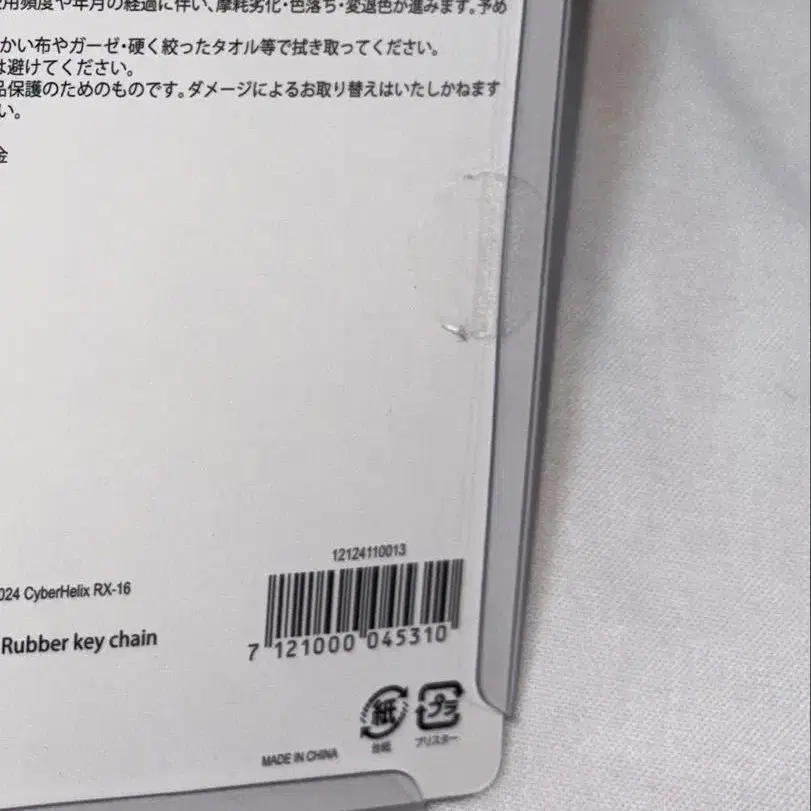 用頻度や年月の経過に伴い、摩耗劣化・色落ち・変退色が進みます。予め
かい布やガーゼ・硬く絞ったタオル等で拭き取ってください。
は避けてください。
品保護のためのものです。ダメージによるお取り替えはいたしかねます
い。
金
12124110013
024 CyberHelix RX-16
Rubber key chain
7 121000 045310
紙 プラ
台紙 ブリスター
MADE IN CHINA